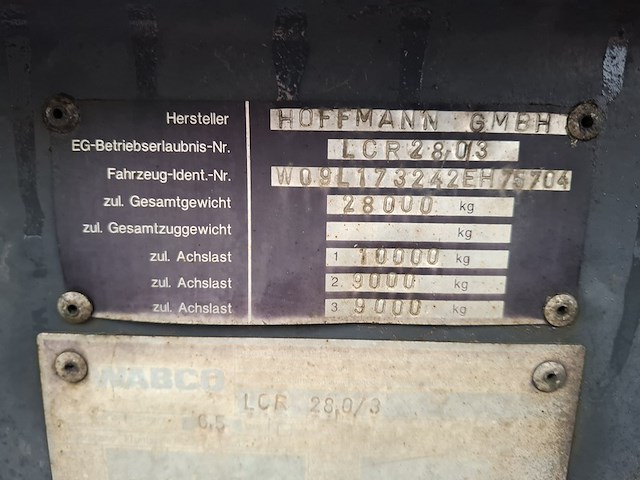 Hersteller HOFFMANN GMBH
EG-Betriebserlaubnis-Nr. LCR28,03
Fahrzeug-Ident.-Nr. W09L173242EH75704
zul. Gesamtgewicht 28000 kg
zul. Gesamtzuggewicht kg
zul. Achslast 1 10000 kg
zul. Achslast 2. 9000 kg
zul. Achslast 3 9000 kg
WABCO
LCR 28,0/3
6,5